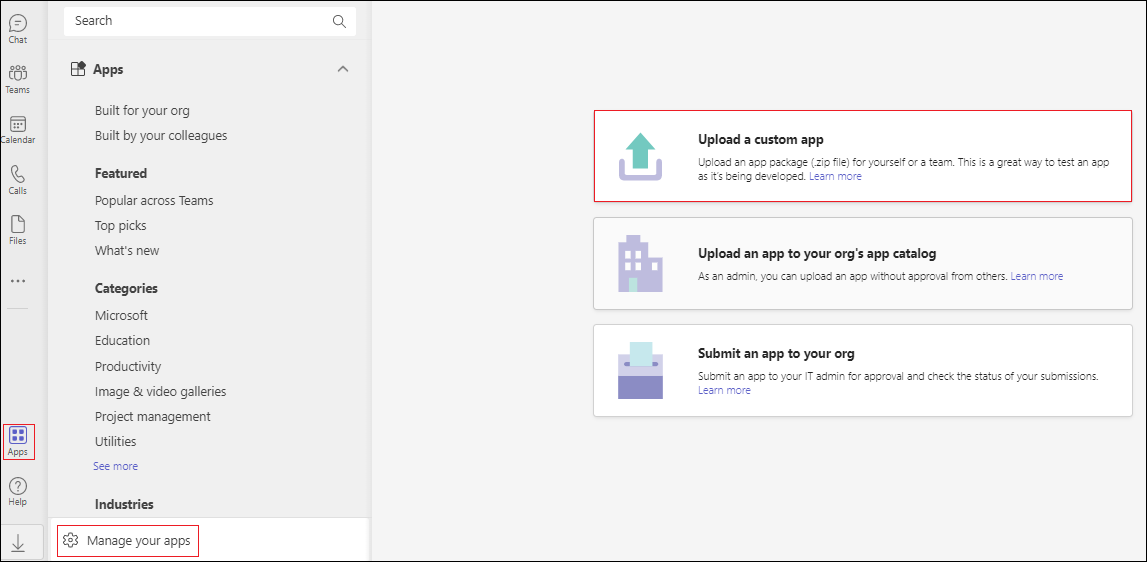 Chat
Teams
Calendar
Calls
Files
Apps
Help
Search
Apps
Built for your org
Built by your colleagues
Featured
Popular across Teams
Top picks
What's new
Categories
Microsoft
Education
Productivity
Image & video galleries
Project management
Utilities
See more
Industries
Manage your apps
Upload a custom app
Upload an app package (.zip file) for yourself or a team. This is a great way to test an app
as it's being developed. Learn more
Upload an app to your org's app catalog
As an admin, you can upload an app without approval from others. Learn more
Submit an app to your org
Submit an app to your IT admin for approval and check the status of your submissions.
Learn more